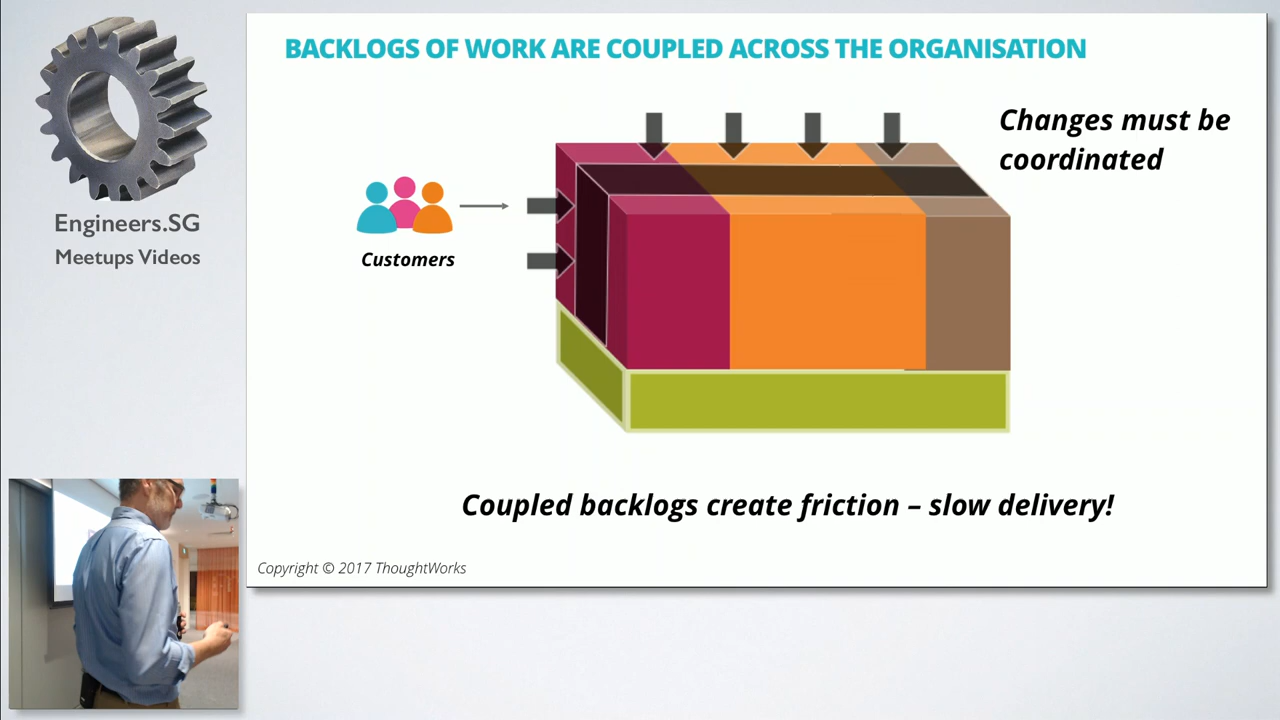 Engineers.SG
Meetups Videos
BACKLOGS OF WORK ARE COUPLED ACROSS THE ORGANISATION
Changes must be
coordinated
Customers
Coupled backlogs create friction – slow delivery!
Copyright © 2017 ThoughtWorks